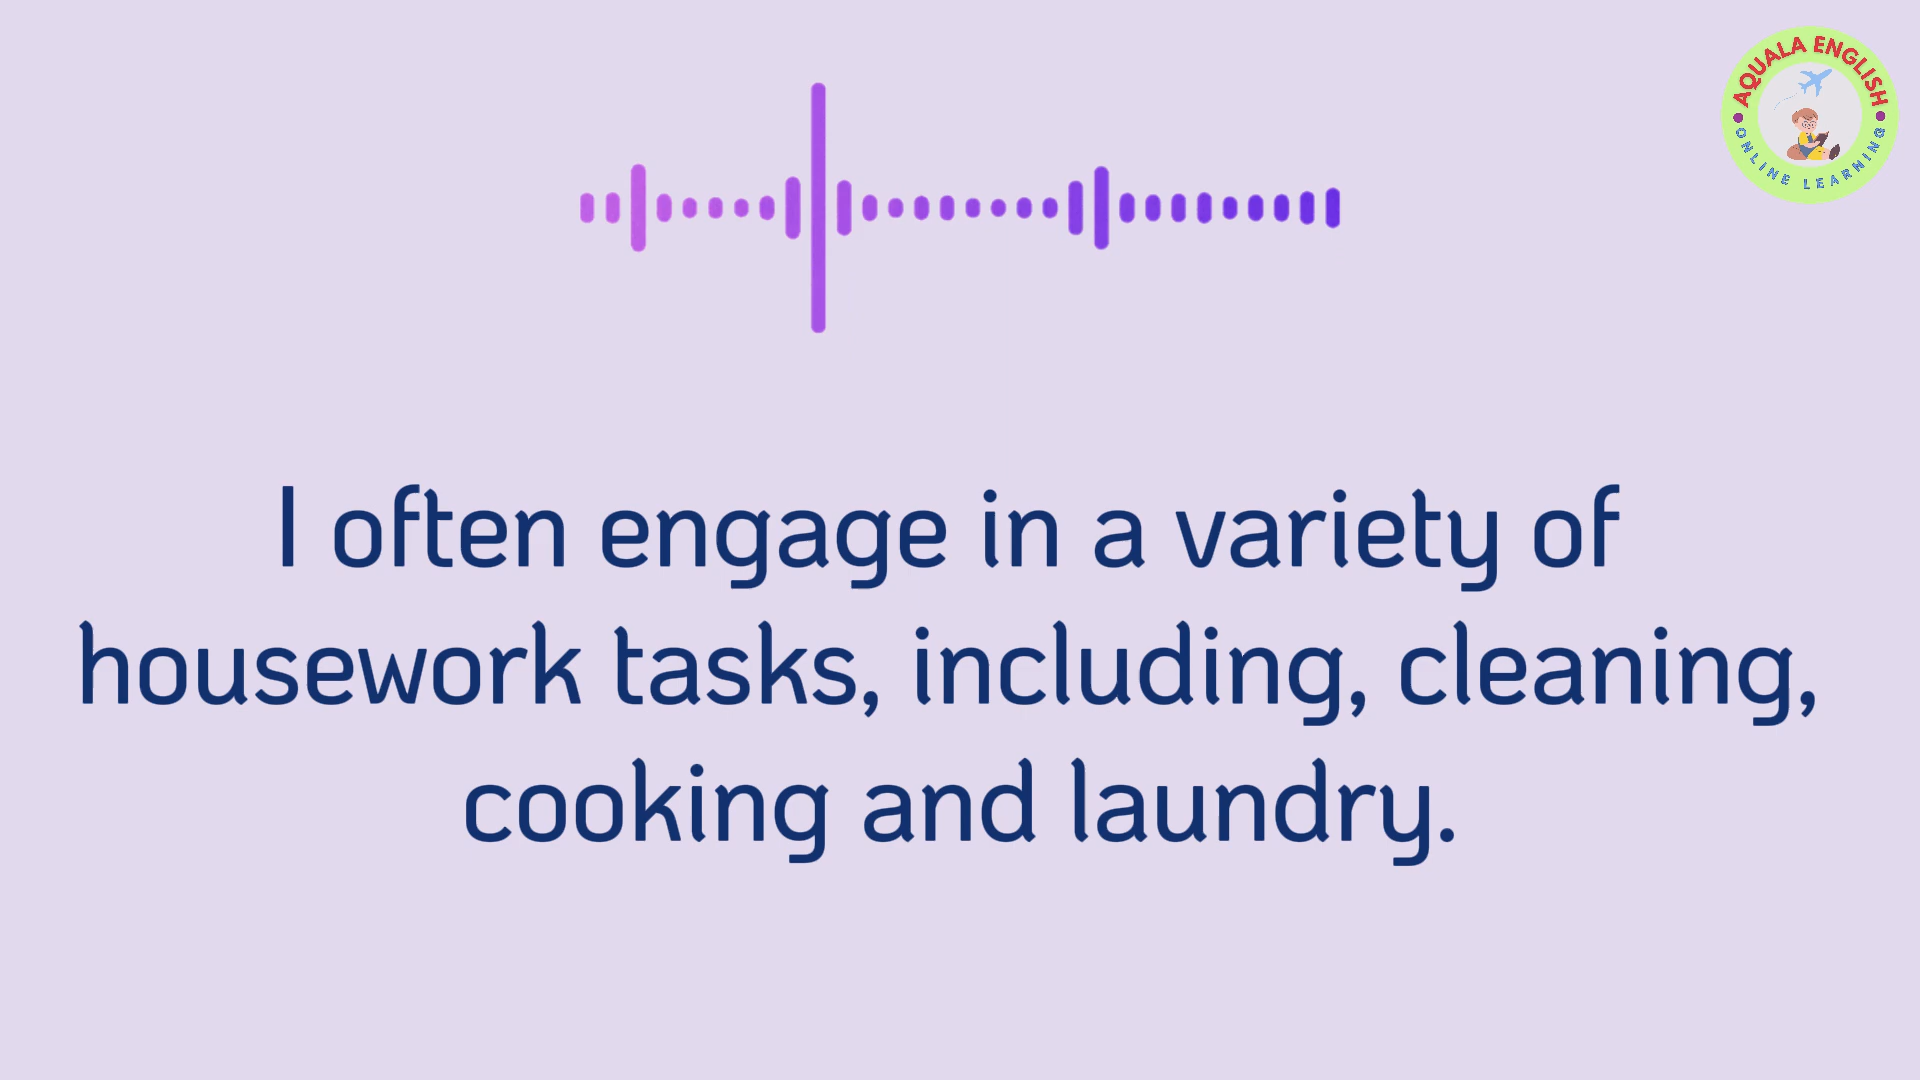 AQUALA ENGLISH
ONLINE LEARNING
I often engage in a variety of
housework tasks, including, cleaning,
cooking and laundry.